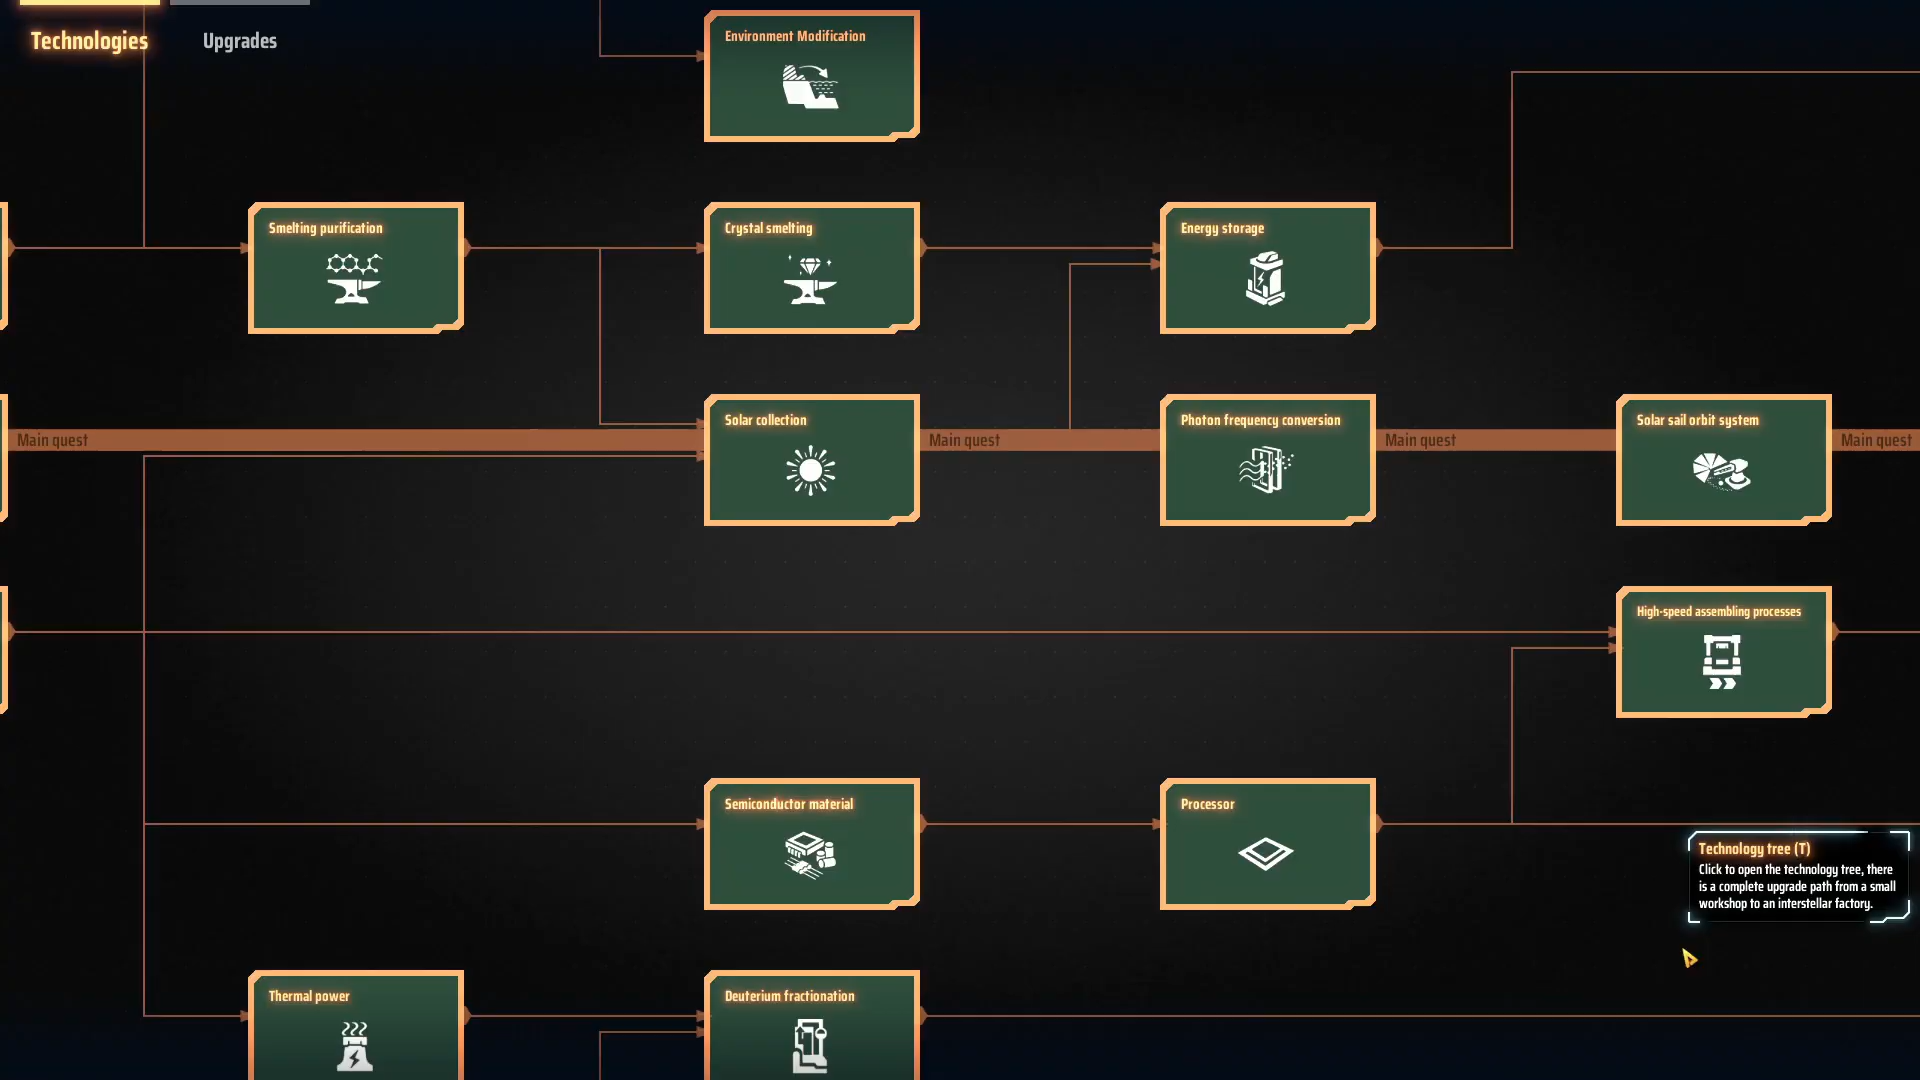 Technologies
Upgrades
Environment Modification
Smelting purification
Crystal smelting
Energy storage
Main quest
Solar collection
Main quest
Photon frequency conversion
Main quest
Solar sail orbit system
Main quest
High-speed assembling processes
Semiconductor material
Processor
Technology tree (T)
Click to open the technology tree, there
is a complete upgrade path from a small
workshop to an interstellar factory.
Thermal power
Deuterium fractionation